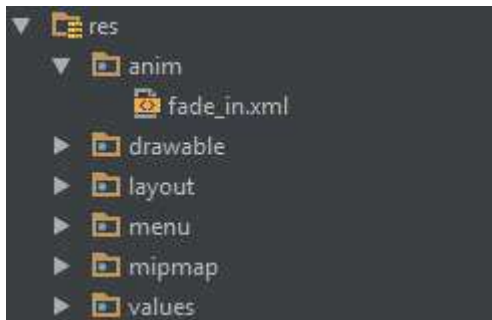 res
anim
fade_in.xml
drawable
layout
menu
mipmap
values